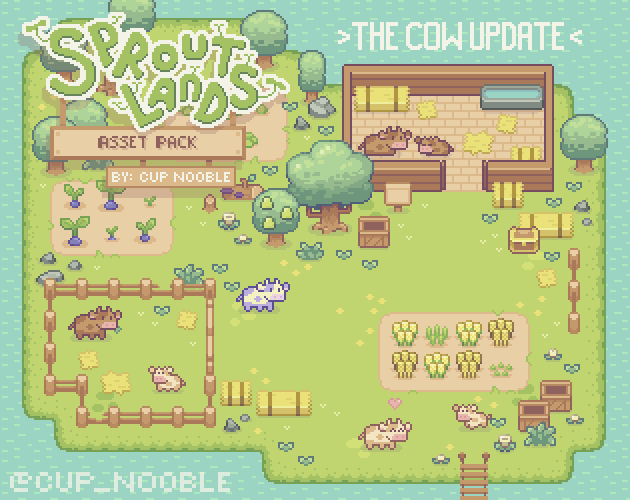 SPROUT
LANDS
>THE COW UPDATE<
ASSET PACK
BY: CUP NOOBLE
@CUP_NOOBLE